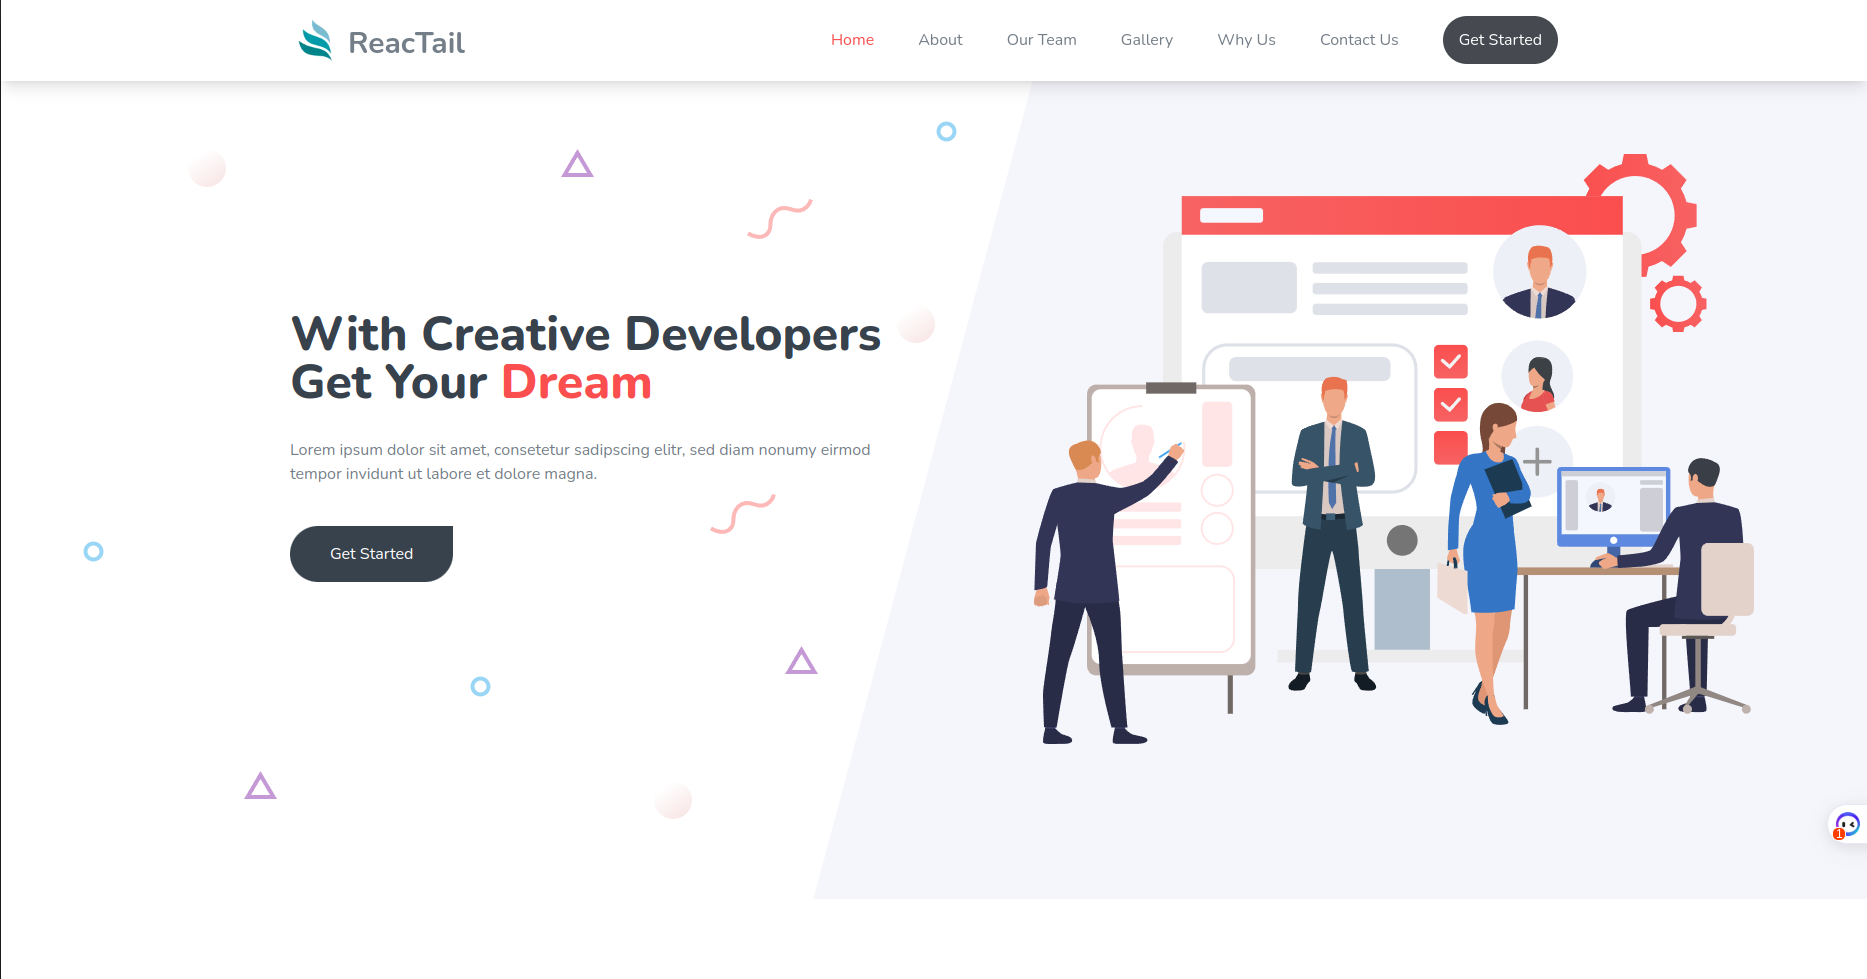 ReacTail
Home
About
Our Team
Gallery
Why Us
Contact Us
Get Started
With Creative Developers
Get Your Dream
Lorem ipsum dolor sit amet, consetetur sadipscing elitr, sed diam nonumy eirmod
tempor invidunt ut labore et dolore magna.
Get Started
1